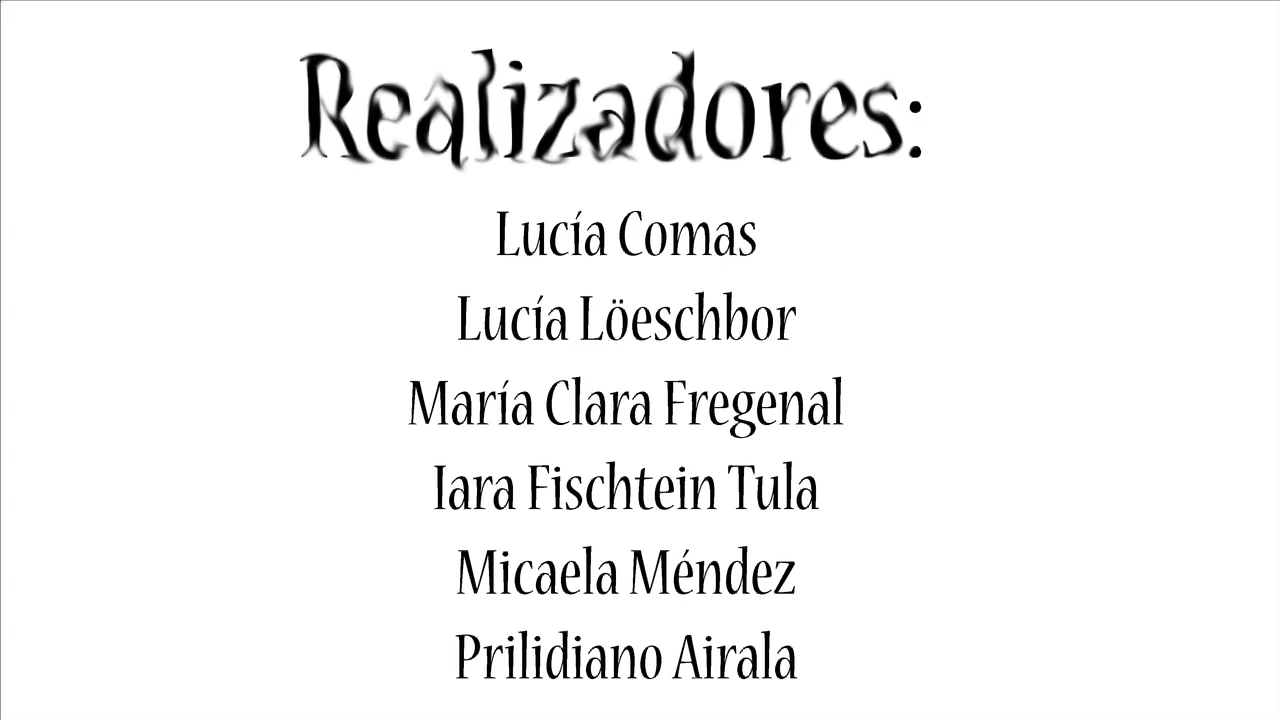 Realizadores:
Lucía Comas
Lucía Löeschbor
María Clara Fregenal
Iara Fischtein Tula
Micaela Méndez
Prilidiano Airala